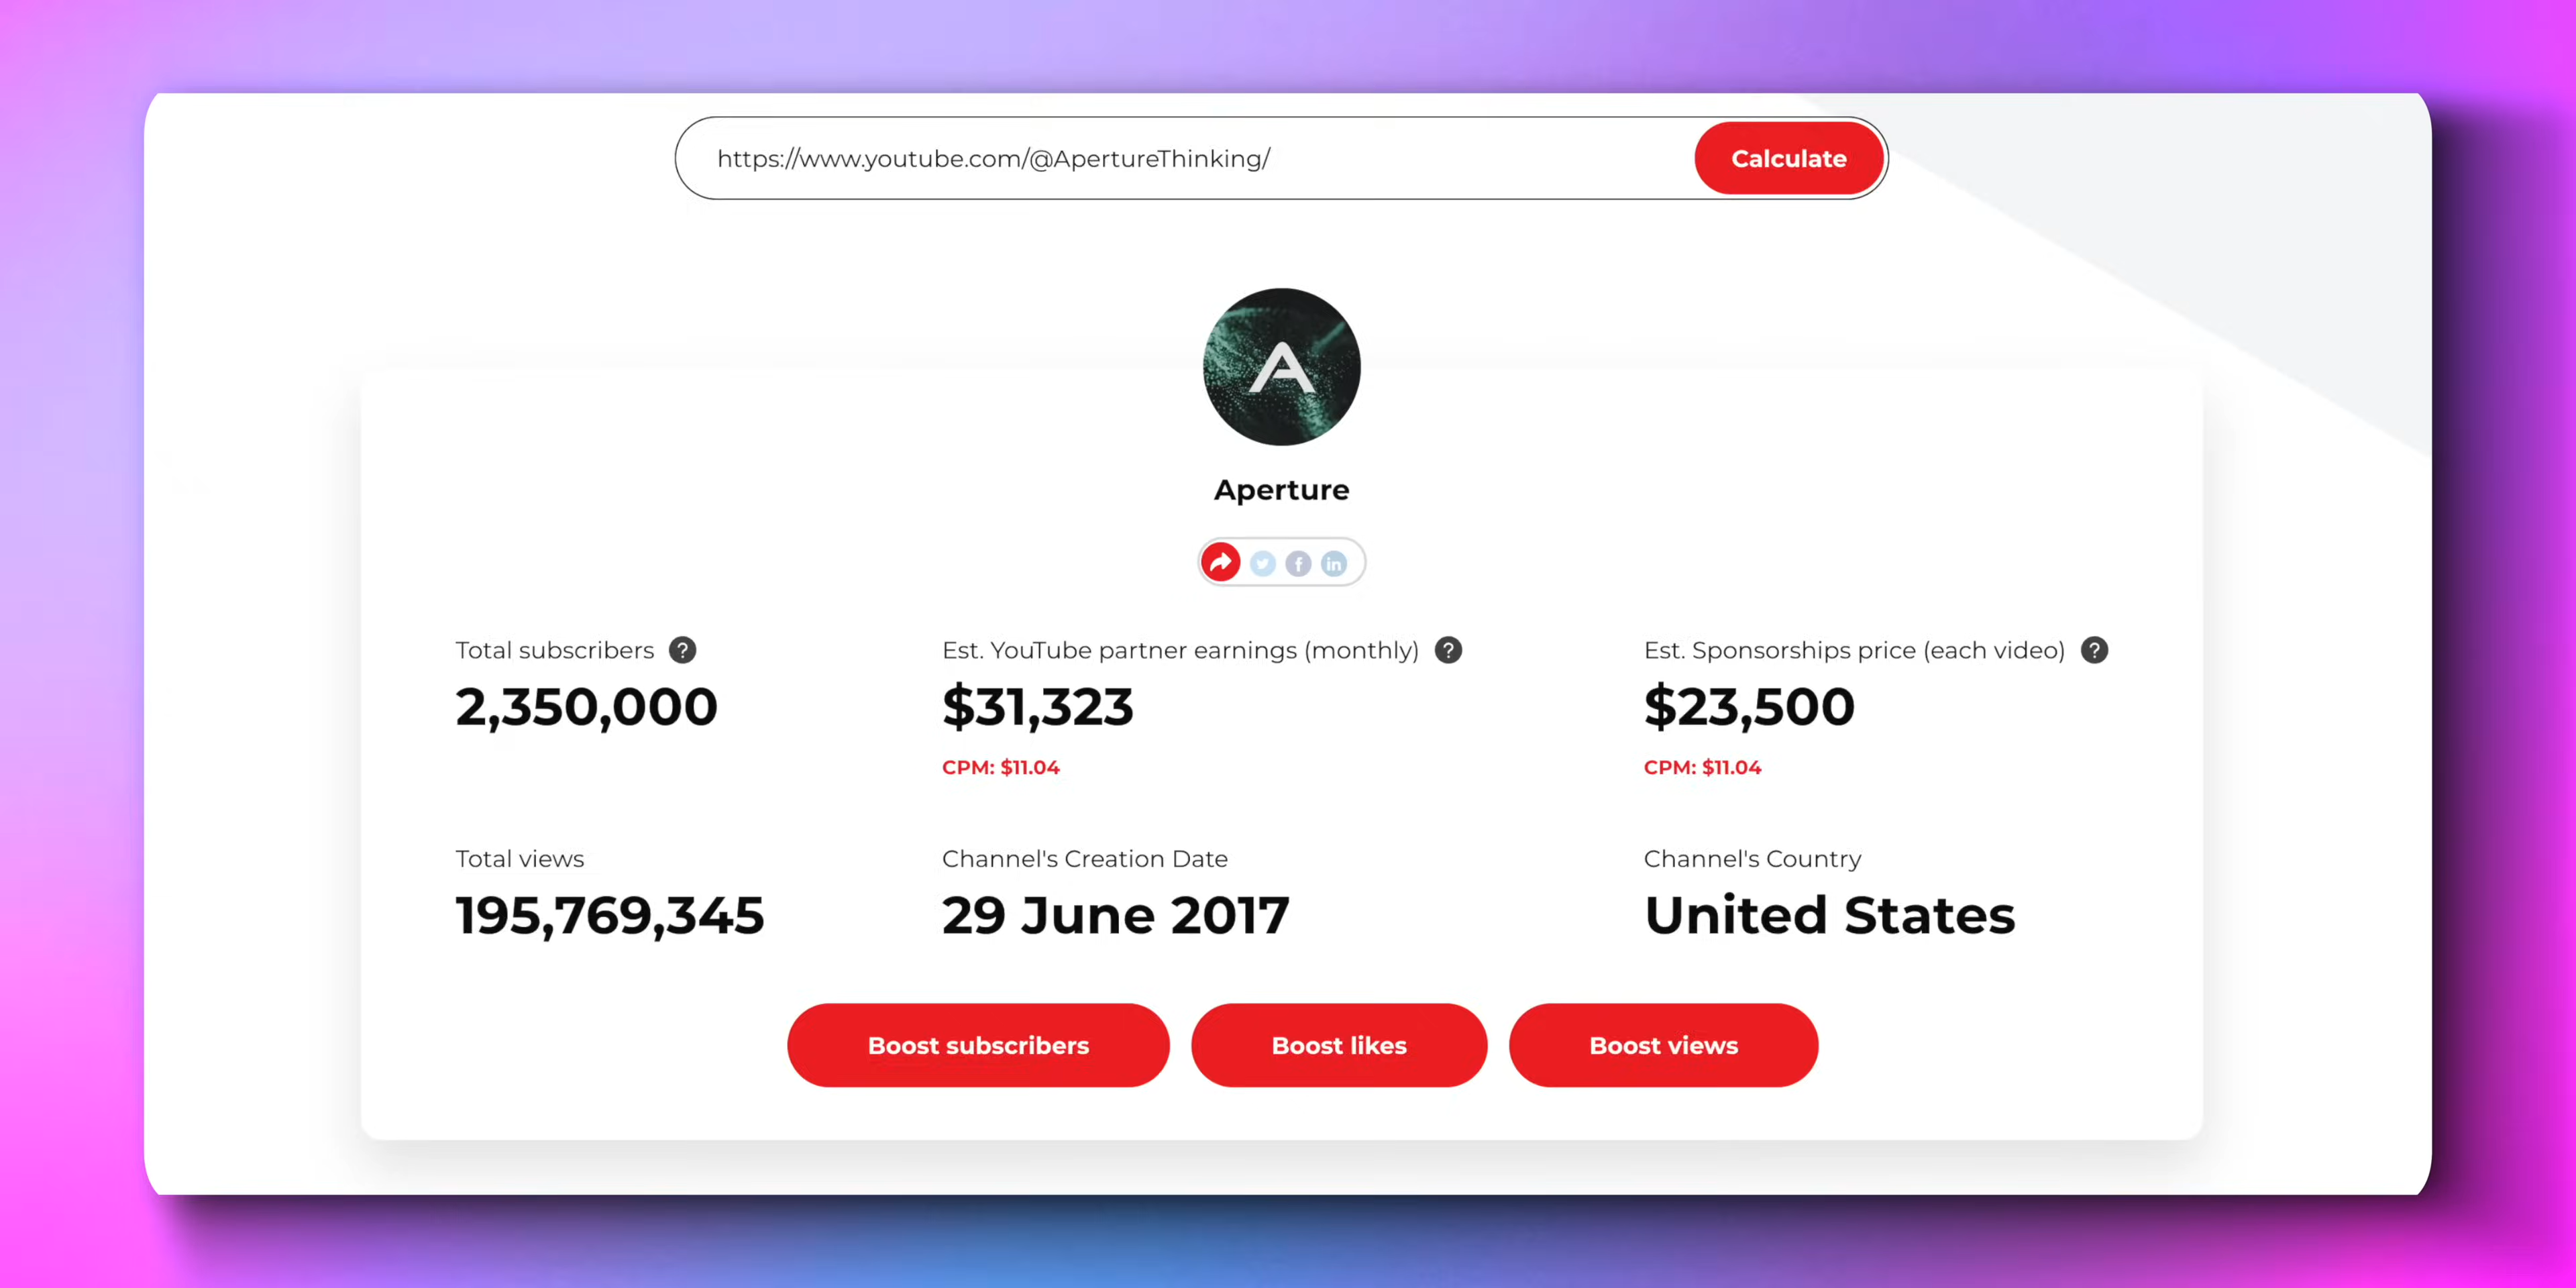 https://www.youtube.com/@ApertureThinking/
Calculate
A
Aperture
Total subscribers ?
2,350,000
Est. YouTube partner earnings (monthly) ?
$31,323
CPM: $11.04
Est. Sponsorships price (each video) ?
$23,500
CPM: $11.04
Total views
195,769,345
Channel's Creation Date
29 June 2017
Channel's Country
United States
Boost subscribers
Boost likes
Boost views